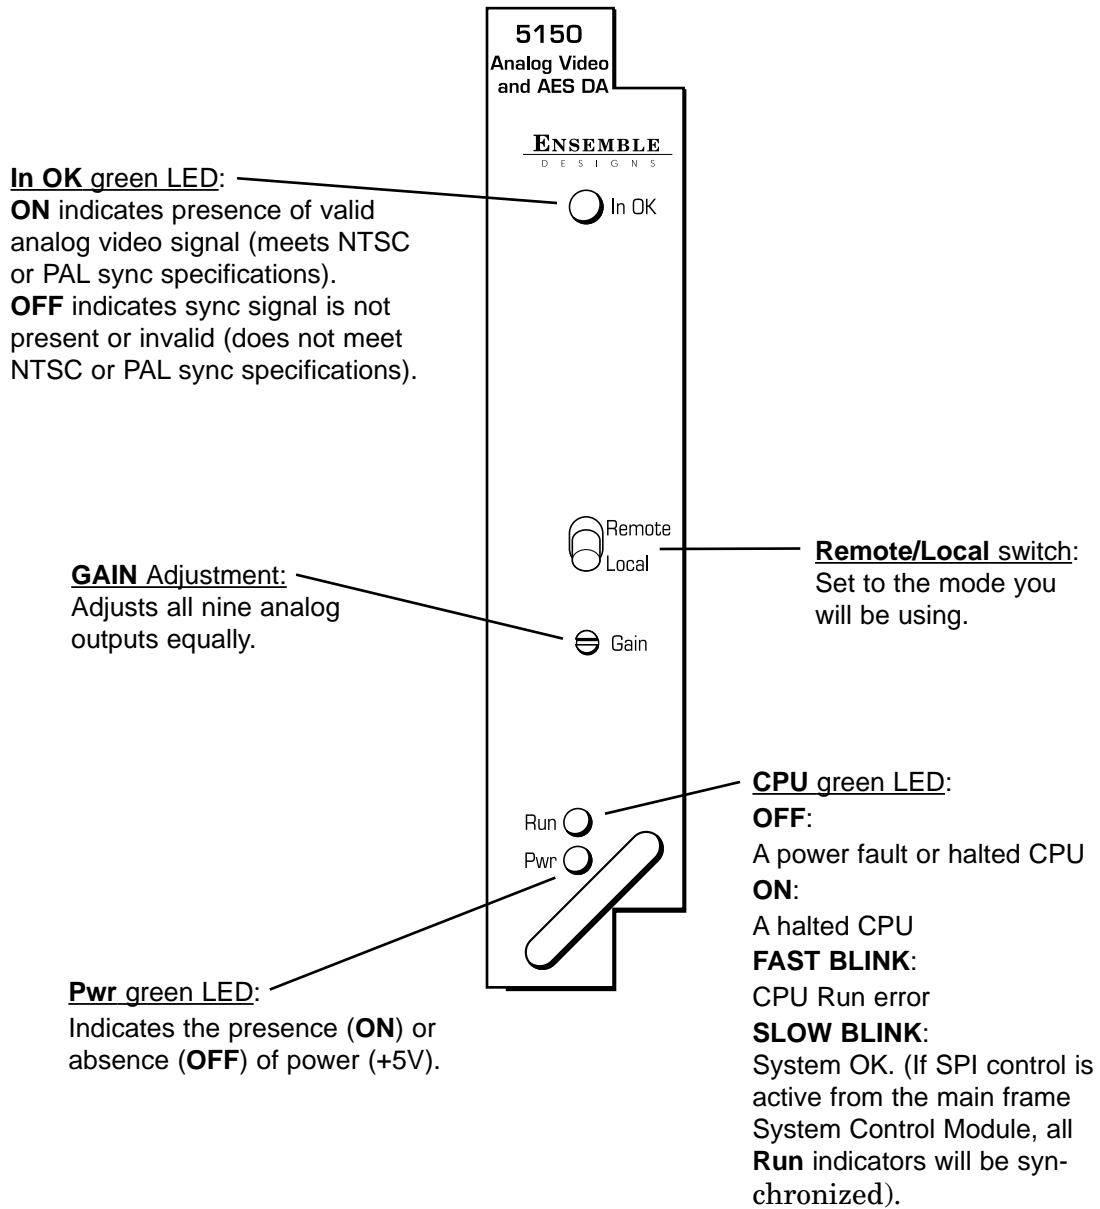 5150
Analog Video
and AES DA
ENSEMBLE
DESIGNS
In OK green LED:
ON indicates presence of valid
analog video signal (meets NTSC
or PAL sync specifications).
OFF indicates sync signal is not
present or invalid (does not meet
NTSC or PAL sync specifications).
In OK
Remote
Local
Remote/Local switch:
Set to the mode you
will be using.
GAIN Adjustment:
Adjusts all nine analog
outputs equally.
Gain
Run
Pwr
CPU green LED:
OFF:
A power fault or halted CPU
ON:
A halted CPU
FAST BLINK:
CPU Run error
SLOW BLINK:
System OK. (If SPI control is
active from the main frame
System Control Module, all
Run indicators will be syn-
chronized).
Pwr green LED:
Indicates the presence (ON) or
absence (OFF) of power (+5V).